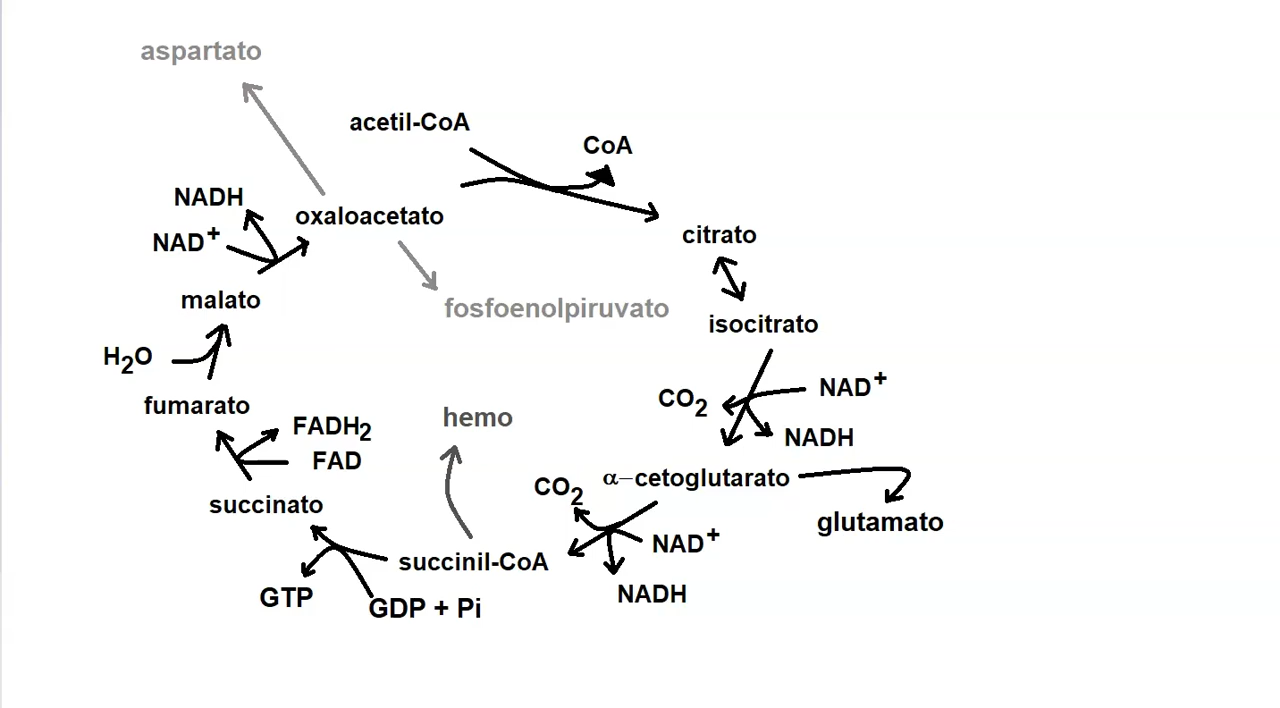 aspartato
acetil-CoA
CoA
NADH
oxaloacetato
NAD⁺
citrato
malato
fosfoenolpiruvato
isocitrato
H₂O
fumarato
CO₂
NAD⁺
hemo
FADH₂
NADH
FAD
α−cetoglutarato
CO₂
succinato
glutamato
NAD⁺
succinil-CoA
GTP
NADH
GDP + Pi